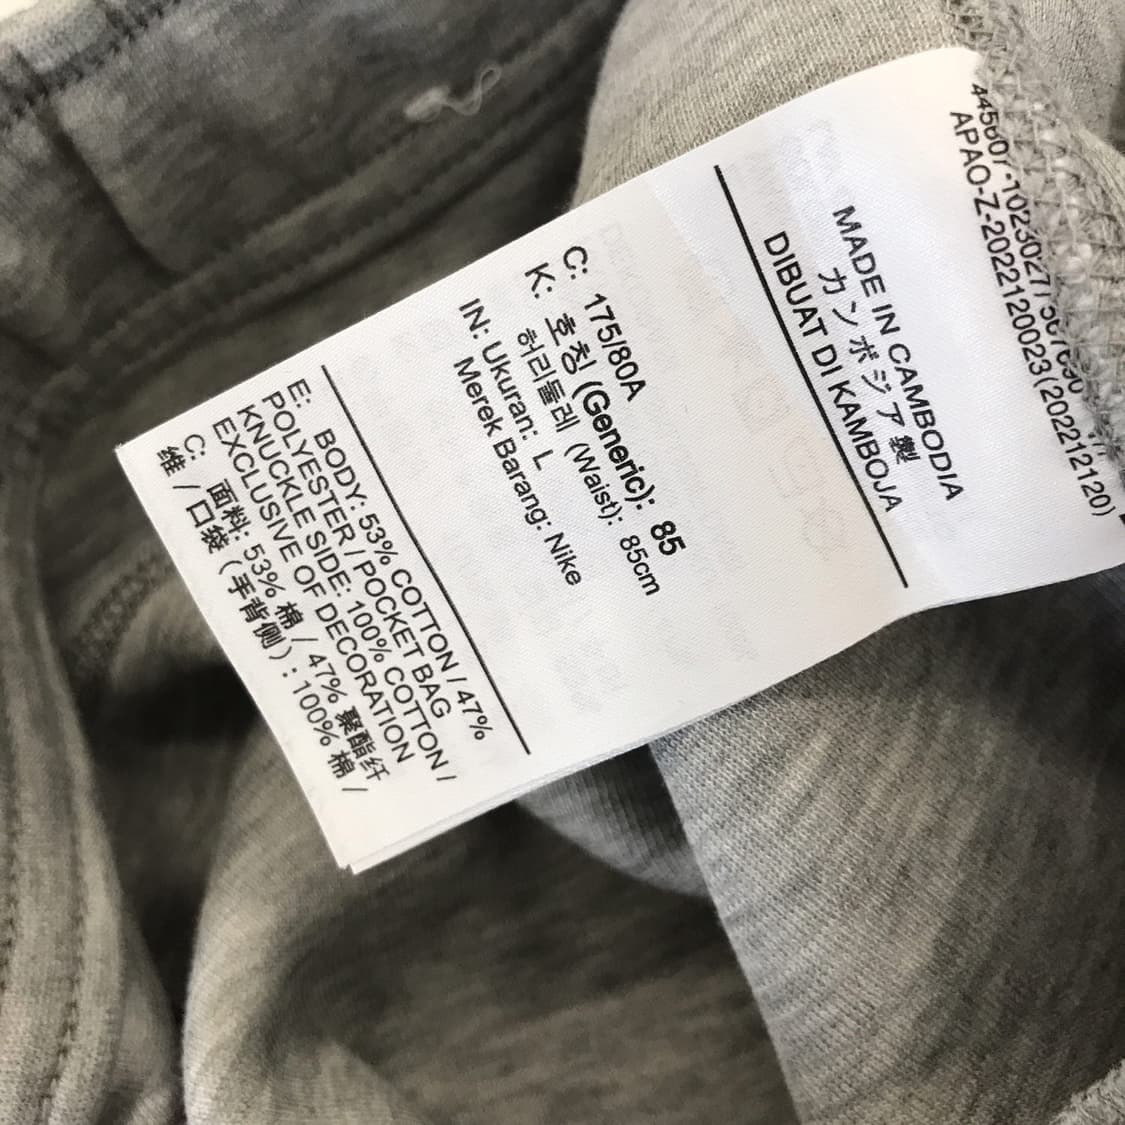 APAO-Z-2022120023(202212120)
MADE IN CAMBODIA
カンボジア製
DIBUAT DI KAMBOJA
C: 175/80A
K: 호칭 (Generic): 85
허리둘레 (Waist): 85cm
IN: Ukuran: L
Merek Barang: Nike
E: BODY: 53% COTTON / 47%
POLYESTER / POCKET BAG
KNUCKLE SIDE: 100% COTTON /
EXCLUSIVE OF DECORATION
C: 面料: 53% 棉 / 47% 聚酯纤
维 / 口袋 (手背侧) : 100% 棉 /